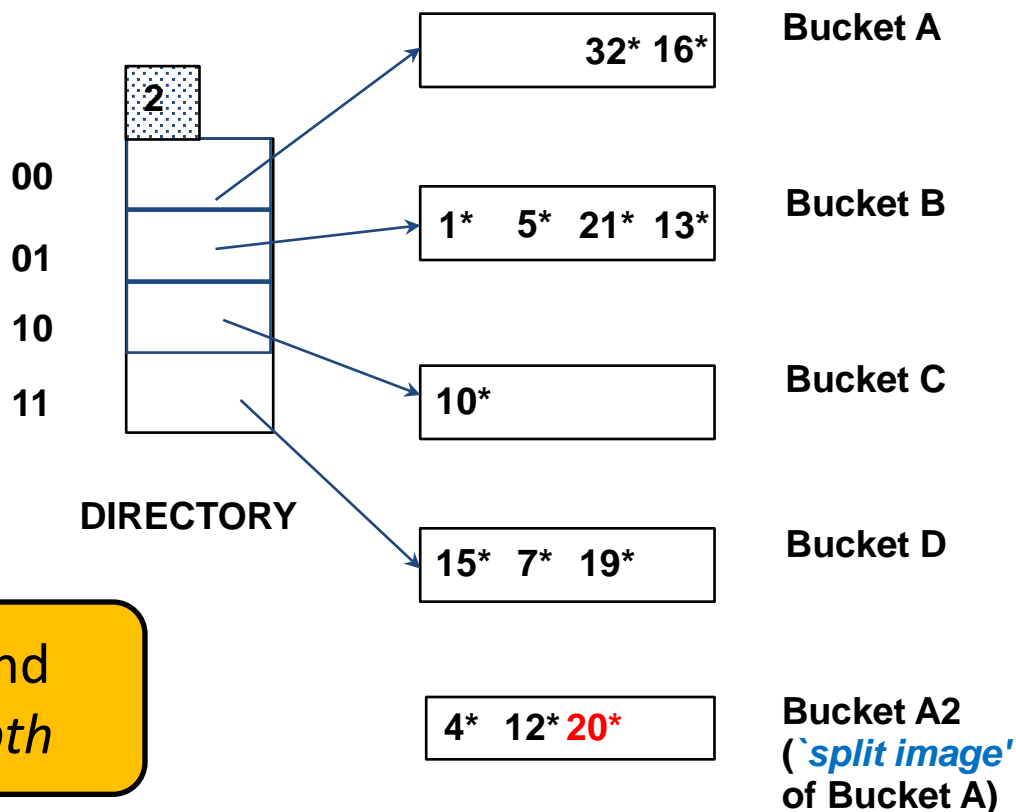 32* 16*
Bucket A
2
00
01
10
11
1* 5* 21* 13*
Bucket B
10*
Bucket C
DIRECTORY
15* 7* 19*
Bucket D
nd
oth
4* 12* 20*
Bucket A2
(`split image'
of Bucket A)